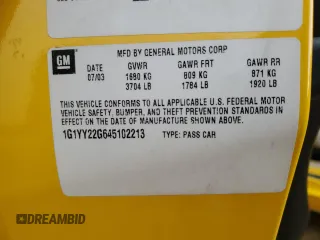 GM
MFD BY GENERAL MOTORS CORP
DATE GVWR GAWR FRT GAWR RR
07/03 1680 KG 809 KG 871 KG
3704 LB 1784 LB 1920 LB
THIS VEHICLE CONFORMS TO ALL APPLICABLE U.S. FEDERAL MOTOR
VEHICLE SAFETY, BUMPER, AND THEFT PREVENTION STANDARDS IN
EFFECT ON THE DATE OF MANUFACTURE SHOWN ABOVE.
1G1YY22G645102213 TYPE: PASS CAR
DREAMBID